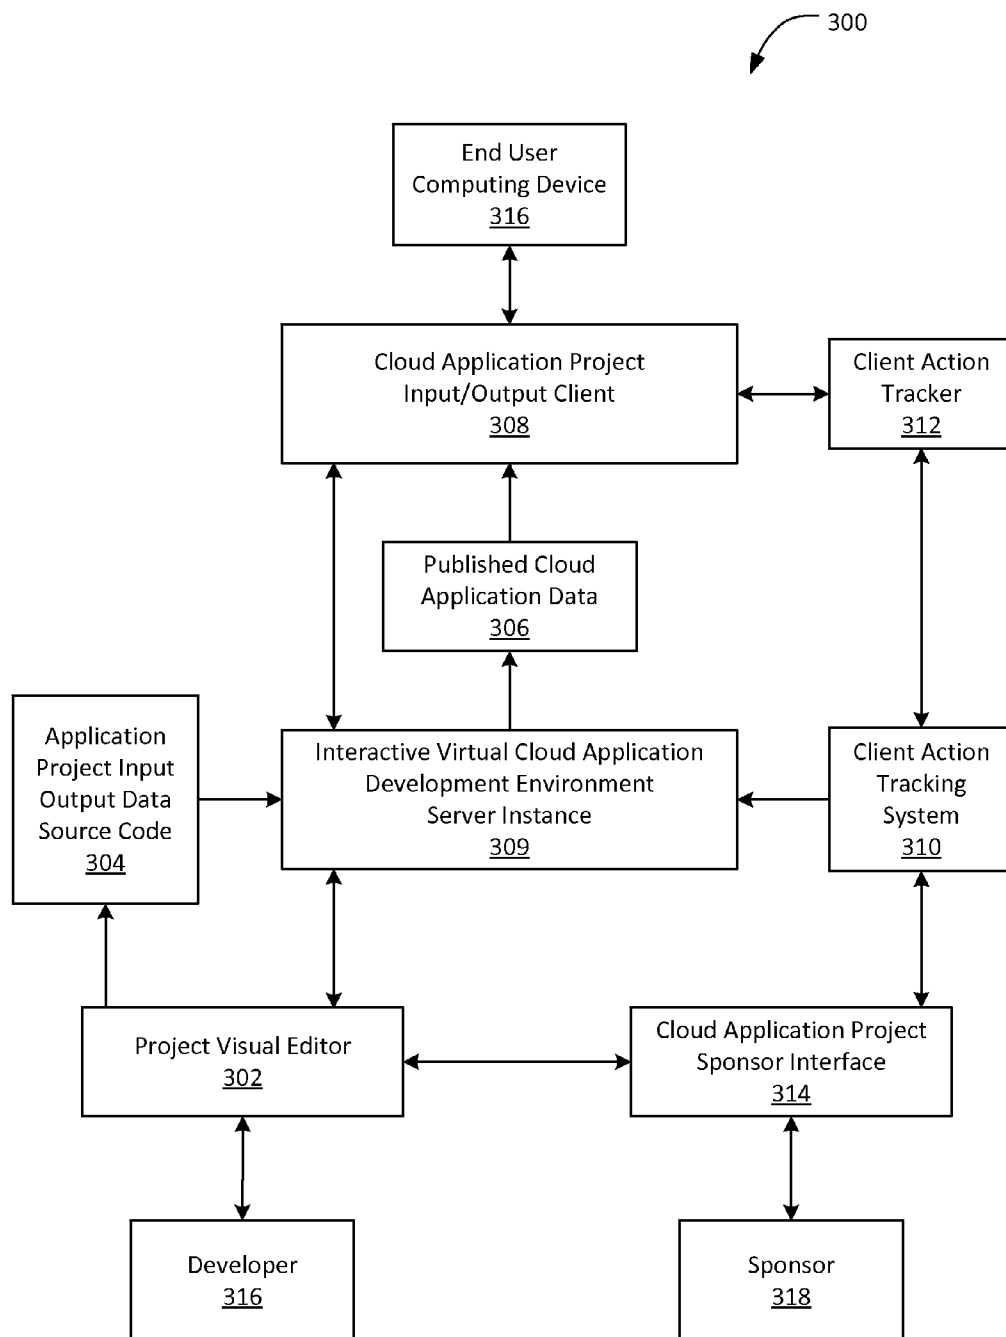 300
End User
Computing Device
316
Cloud Application Project
Input/Output Client
308
Client Action
Tracker
312
Published Cloud
Application Data
306
Application
Project Input
Output Data
Source Code
304
Interactive Virtual Cloud Application
Development Environment
Server Instance
309
Client Action
Tracking
System
310
Project Visual Editor
302
Cloud Application Project
Sponsor Interface
314
Developer
316
Sponsor
318